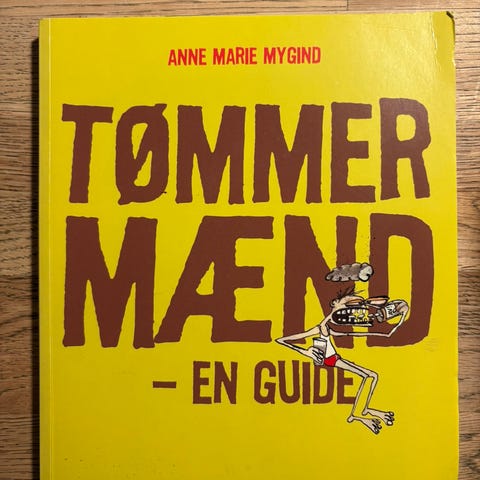 ANNE MARIE MYGIND
TØMMER
MÆND
– EN GUIDE